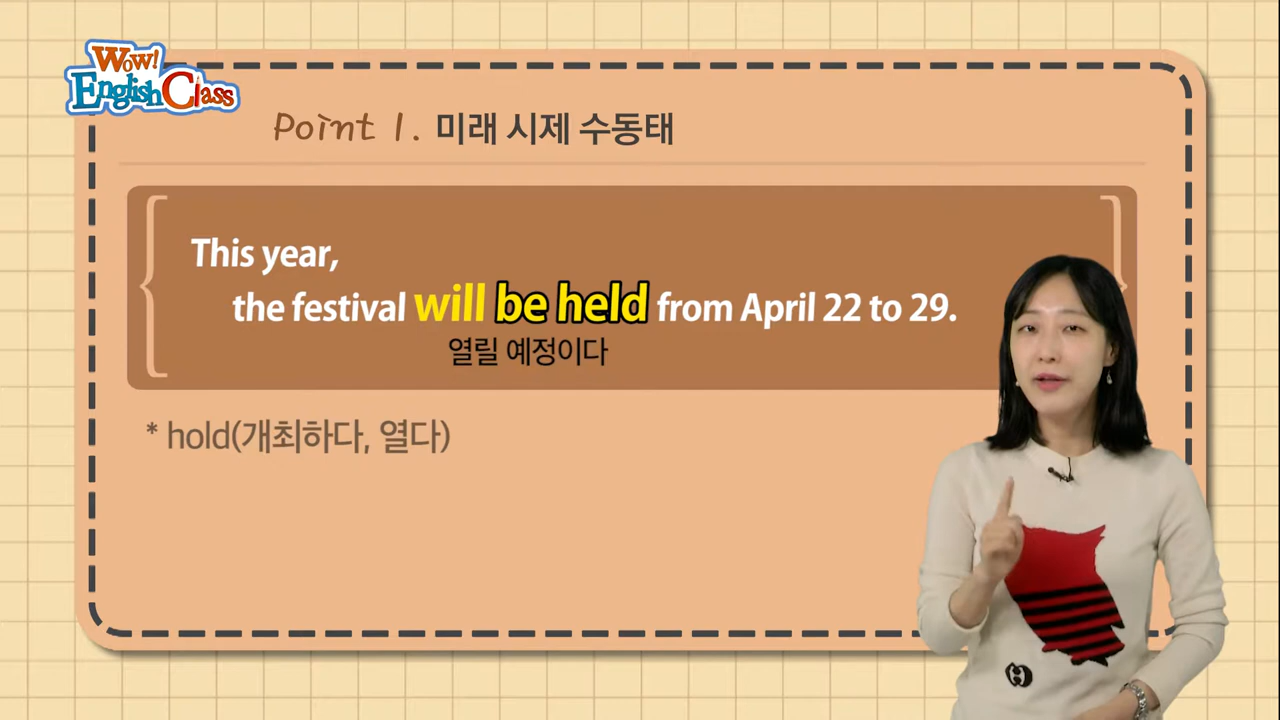 Wow!
English Class
Point 1. 미래 시제 수동태
This year,
the festival will be held from April 22 to 29.
열릴 예정이다
* hold(개최하다, 열다)